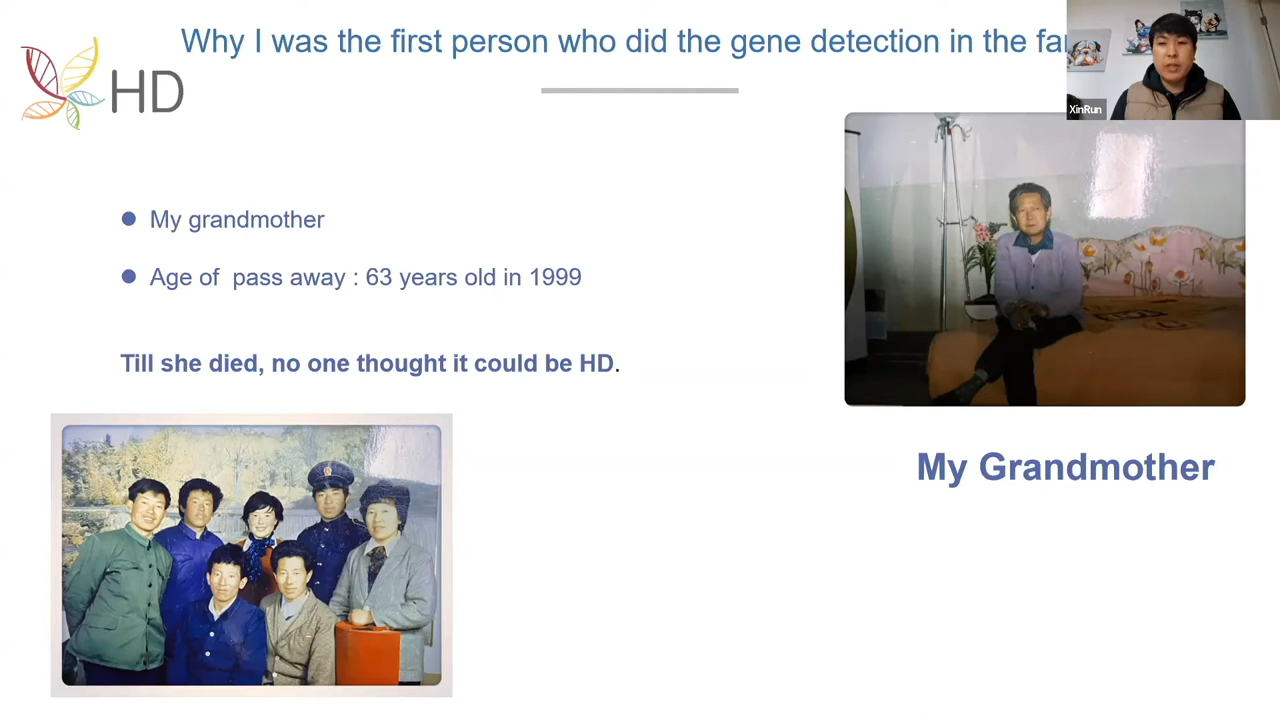 Why I was the first person who did the gene detection in the fa
HD
XinRun
My grandmother
Age of pass away : 63 years old in 1999
Till she died, no one thought it could be HD.
My Grandmother